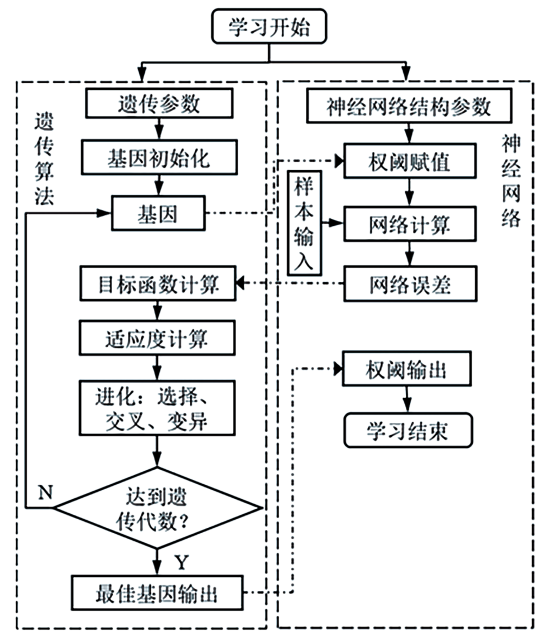 学习开始
遗传算法
遗传参数
基因初始化
基因
目标函数计算
适应度计算
进化：选择、
交叉、变异
达到遗
传代数？
N
Y
最佳基因输出
神经网络
神经网络结构参数
权阈赋值
样本输入
网络计算
网络误差
权阈输出
学习结束